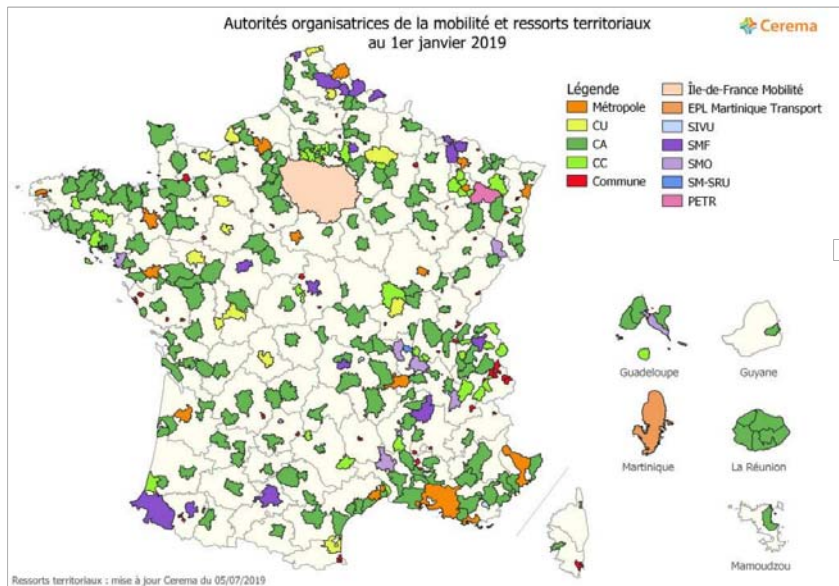 Autorités organisatrices de la mobilité et ressorts territoriaux
au 1er janvier 2019
Cerema
Légende
Métropole
CU
CA
CC
Commune
Île-de-France Mobilité
EPL Martinique Transport
SIVU
SMF
SMO
SM-SRU
PETR
Guadeloupe
Guyane
Martinique
La Réunion
Mamoudzou
Ressorts territoriaux : mise à jour Cerema du 05/07/2019